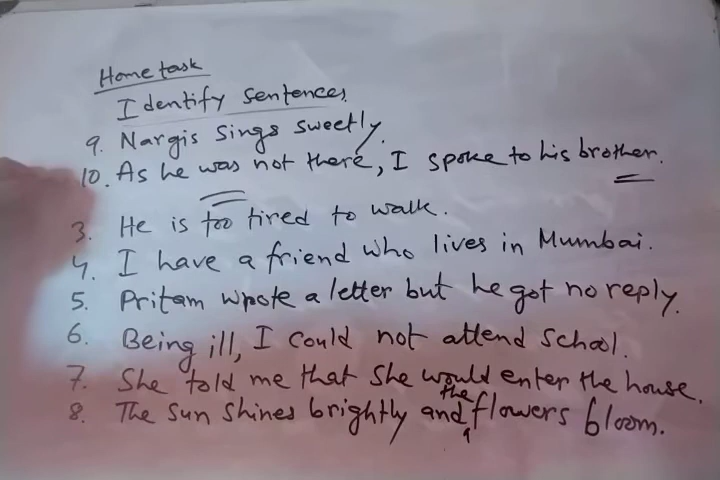 Home task
Identify sentences.
9. Nargis Sings sweetly.
10. As he was not there, I spoke to his brother.
3. He is too tired to walk.
4. I have a friend who lives in Mumbai.
5. Pritam wrote a letter but he got no reply.
6. Being ill, I could not attend School.
7. She told me that She would enter the house.
8. The Sun Shines brightly and the flowers bloom.